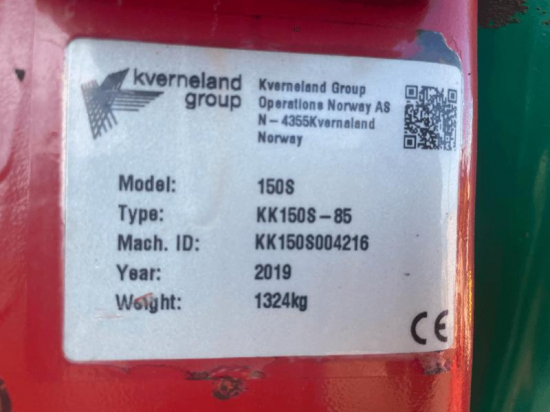 kverneland
group
Kverneland Group
Operations Norway AS
N-4355Kvernaland
Norway
Model: 150S
Type: KK150S-85
Mach. ID: KK150S004216
Year: 2019
Weight: 1324kg
CE